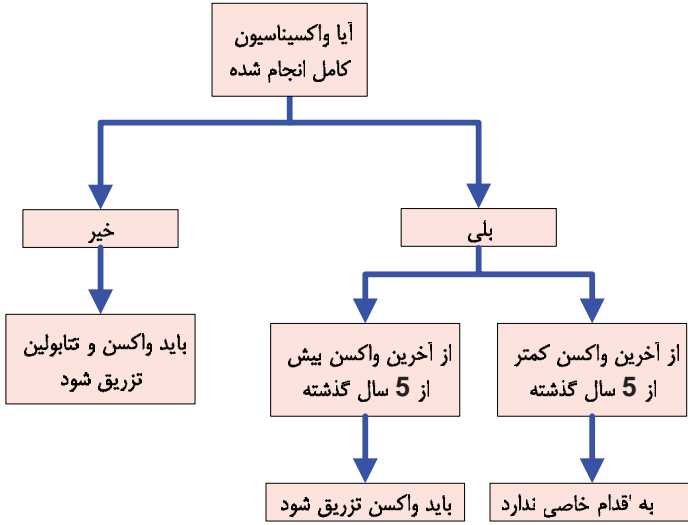 آیا واکسیناسیون
کامل انجام شده
خیر
بلی
باید واکسن و تتابولین
تزریق شود
از آخرین واکسن بیش
از 5 سال گذشته
از آخرین واکسن کمتر
از 5 سال گذشته
باید واکسن تزریق شود
به اقدام خاصی ندارد